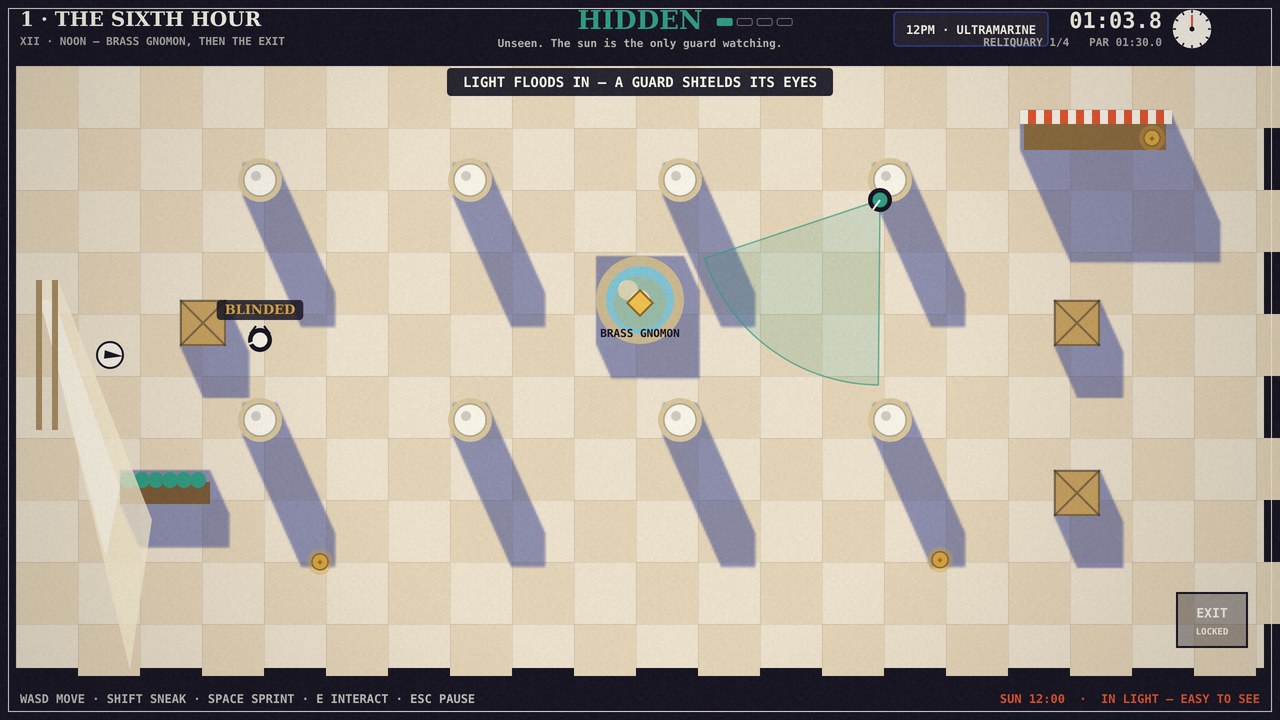 1 · THE SIXTH HOUR
XII · NOON — BRASS GNOMON, THEN THE EXIT
HIDDEN
Unseen. The sun is the only guard watching.
12PM · ULTRAMARINE
01:03.8
RELIQUARY 1/4 PAR 01:30.0
LIGHT FLOODS IN — A GUARD SHIELDS ITS EYES
BLINDED
BRASS GNOMON
EXIT
LOCKED
WASD MOVE · SHIFT SNEAK · SPACE SPRINT · E INTERACT · ESC PAUSE
SUN 12:00 · IN LIGHT — EASY TO SEE